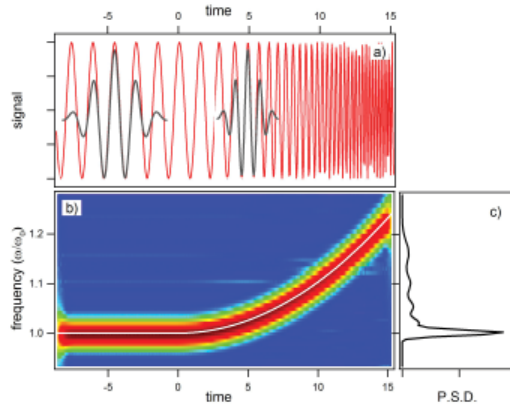 time
-5 0 5 10 15
signal
a)
b)
c)
frequency (ω/ω₀)
1.2
1.1
1.0
-5 0 5 10 15
time
P.S.D.